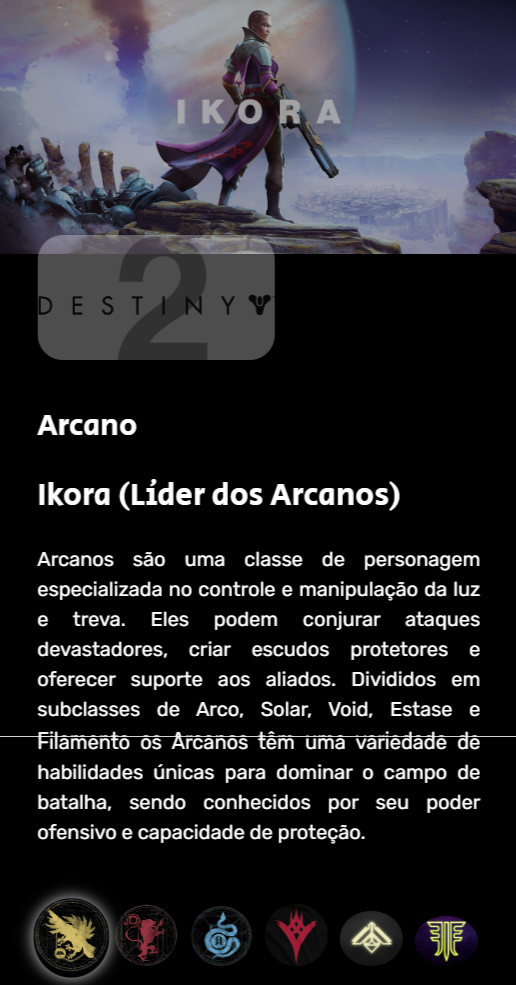 IKORA
2
DESTINY
Arcano
Ikora (Líder dos Arcanos)
Arcanos são uma classe de personagem
especializada no controle e manipulação da luz
e treva. Eles podem conjurar ataques
devastadores, criar escudos protetores e
oferecer suporte aos aliados. Divididos em
subclasses de Arco, Solar, Void, Estase e
Filamento os Arcanos têm uma variedade de
habilidades únicas para dominar o campo de
batalha, sendo conhecidos por seu poder
ofensivo e capacidade de proteção.